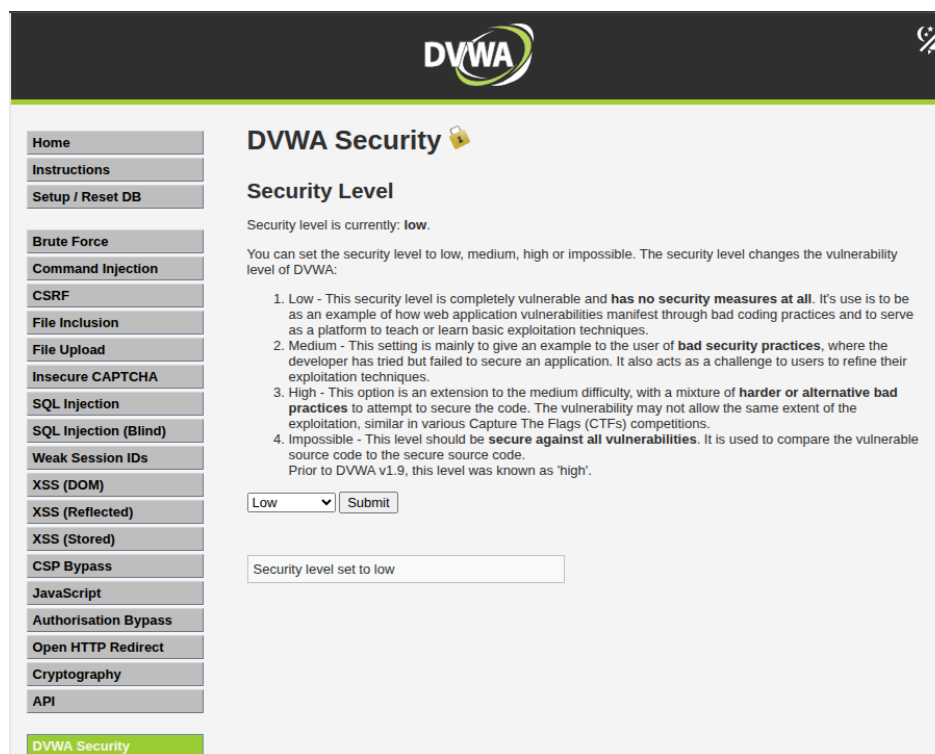 DVWA
Home
Instructions
Setup / Reset DB
Brute Force
Command Injection
CSRF
File Inclusion
File Upload
Insecure CAPTCHA
SQL Injection
SQL Injection (Blind)
Weak Session IDs
XSS (DOM)
XSS (Reflected)
XSS (Stored)
CSP Bypass
JavaScript
Authorisation Bypass
Open HTTP Redirect
Cryptography
API
DVWA Security
DVWA Security
Security Level
Security level is currently: low.
You can set the security level to low, medium, high or impossible. The security level changes the vulnerability
level of DVWA:
1. Low - This security level is completely vulnerable and has no security measures at all. It's use is to be
as an example of how web application vulnerabilities manifest through bad coding practices and to serve
as a platform to teach or learn basic exploitation techniques.
2. Medium - This setting is mainly to give an example to the user of bad security practices, where the
developer has tried but failed to secure an application. It also acts as a challenge to users to refine their
exploitation techniques.
3. High - This option is an extension to the medium difficulty, with a mixture of harder or alternative bad
practices to attempt to secure the code. The vulnerability may not allow the same extent of the
exploitation, similar in various Capture The Flags (CTFs) competitions.
4. Impossible - This level should be secure against all vulnerabilities. It is used to compare the vulnerable
source code to the secure source code.
Prior to DVWA v1.9, this level was known as 'high'.
Low Submit
Security level set to low